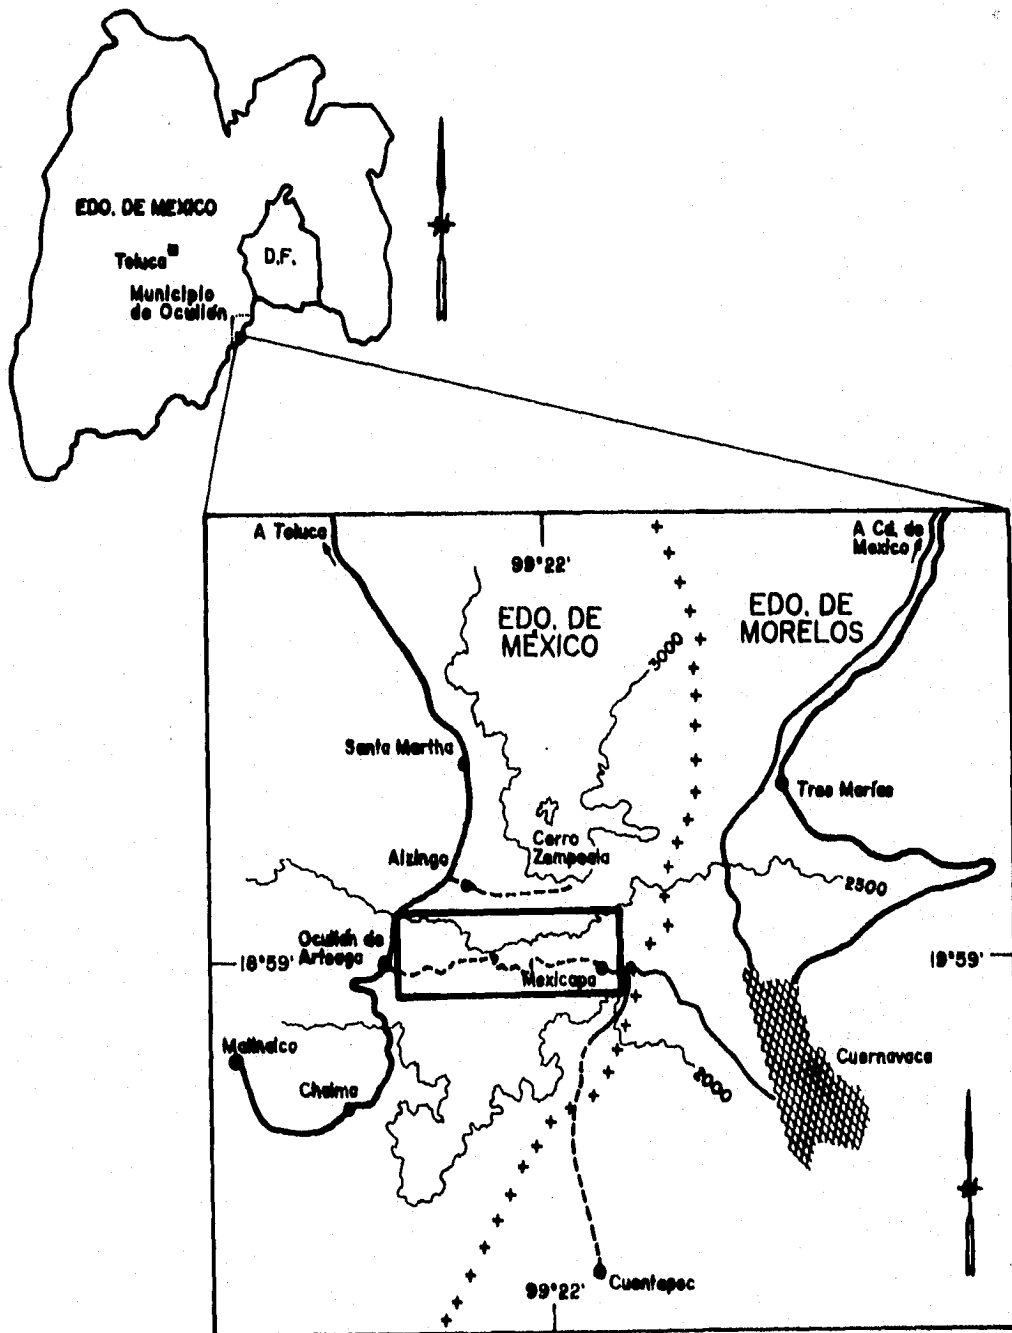 EDO. DE MEXICO
Toluca
D.F.
Municipio
de Ocuilán
A Toluca
99°22'
A Cd. de
Mexico
EDO. DE
MÉXICO
EDO. DE
MORELOS
3000
Santa Martha
Tres Marías
Cerro
Zempoala
Atzingo
2500
Ocuilán de
Arteaga
18°59'
19°59'
Mexicapa
Malinalco
Cuernavaca
2000
Chalma
99°22'
Cuentepec